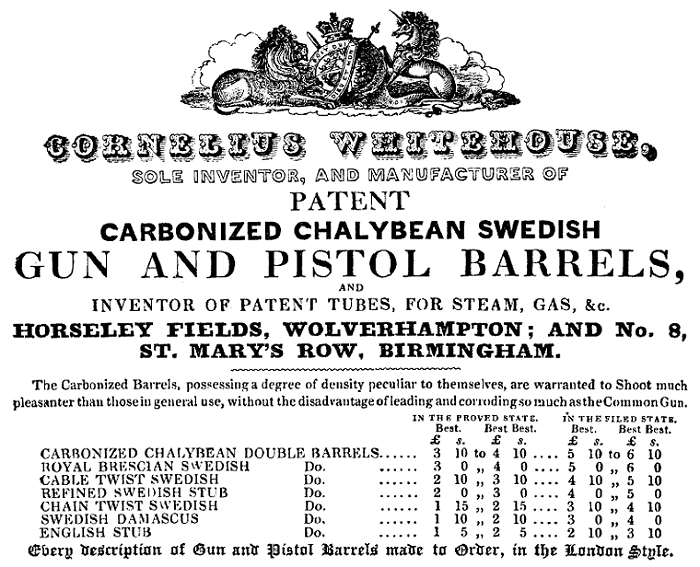 CORNELIUS WHITEHOUSE,
SOLE INVENTOR, AND MANUFACTURER OF
PATENT
CARBONIZED CHALYBEAN SWEDISH
GUN AND PISTOL BARRELS,
AND
INVENTOR OF PATENT TUBES, FOR STEAM, GAS, &c.
HORSELEY FIELDS, WOLVERHAMPTON; AND No. 8,
ST. MARY'S ROW, BIRMINGHAM.
The Carbonized Barrels, possessing a degree of density peculiar to themselves, are warranted to Shoot much
pleasanter than those in general use, without the disadvantage of leading and corroding so much as the Common Gun.
IN THE PROVED STATE. IN THE FILED STATE.
Best. Best Best. Best. Best Best.
£ s. £ s. £ s. £ s.
CARBONIZED CHALYBEAN DOUBLE BARRELS...... 3 10 to 4 10 .... 5 10 to 6 10
ROYAL BRESCIAN SWEDISH Do. ...... 3 0 „ 4 0 .... 5 0 „ 6 0
CABLE TWIST SWEDISH Do. ...... 2 10 „ 3 10 .... 4 10 „ 5 10
REFINED SWEDISH STUB Do. ...... 2 0 „ 3 0 .... 4 0 „ 5 0
CHAIN TWIST SWEDISH Do. ...... 1 15 „ 2 15 .... 3 10 „ 4 10
SWEDISH DAMASCUS Do. ...... 1 10 „ 2 10 .... 3 0 „ 4 0
ENGLISH STUB Do. ...... 1 5 „ 2 5 .... 2 10 „ 3 10
Every description of Gun and Pistol Barrels made to Order, in the London Style.